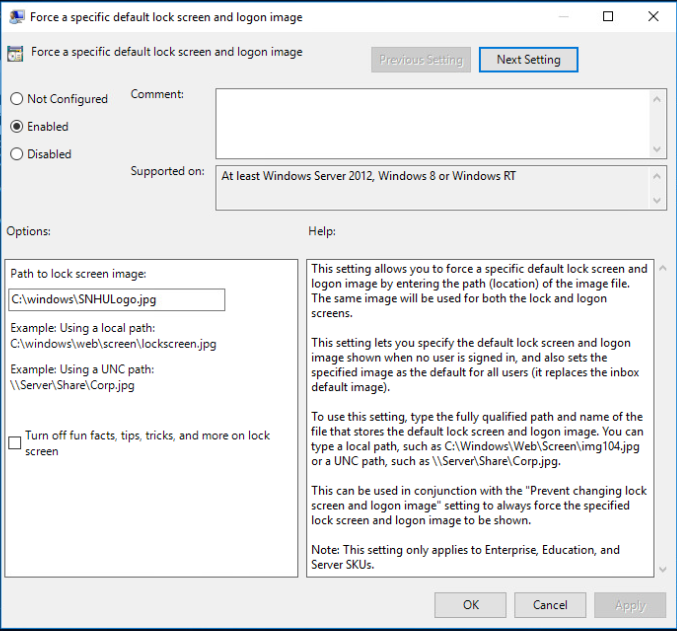 Force a specific default lock screen and logon image
Force a specific default lock screen and logon image
Previous Setting
Next Setting
Not Configured
Enabled
Disabled
Comment:
Supported on:
At least Windows Server 2012, Windows 8 or Windows RT
Options:
Help:
Path to lock screen image:
C:\windows\SNHULogo.jpg
Example: Using a local path:
C:\windows\web\screen\lockscreen.jpg
Example: Using a UNC path:
\\Server\Share\Corp.jpg
Turn off fun facts, tips, tricks, and more on lock
screen
This setting allows you to force a specific default lock screen and
logon image by entering the path (location) of the image file.
The same image will be used for both the lock and logon
screens.
This setting lets you specify the default lock screen and logon
image shown when no user is signed in, and also sets the
specified image as the default for all users (it replaces the inbox
default image).
To use this setting, type the fully qualified path and name of the
file that stores the default lock screen and logon image. You can
type a local path, such as C:\Windows\Web\Screen\img104.jpg
or a UNC path, such as \\Server\Share\Corp.jpg.
This can be used in conjunction with the "Prevent changing lock
screen and logon image" setting to always force the specified
lock screen and logon image to be shown.
Note: This setting only applies to Enterprise, Education, and
Server SKUs.
OK
Cancel
Apply